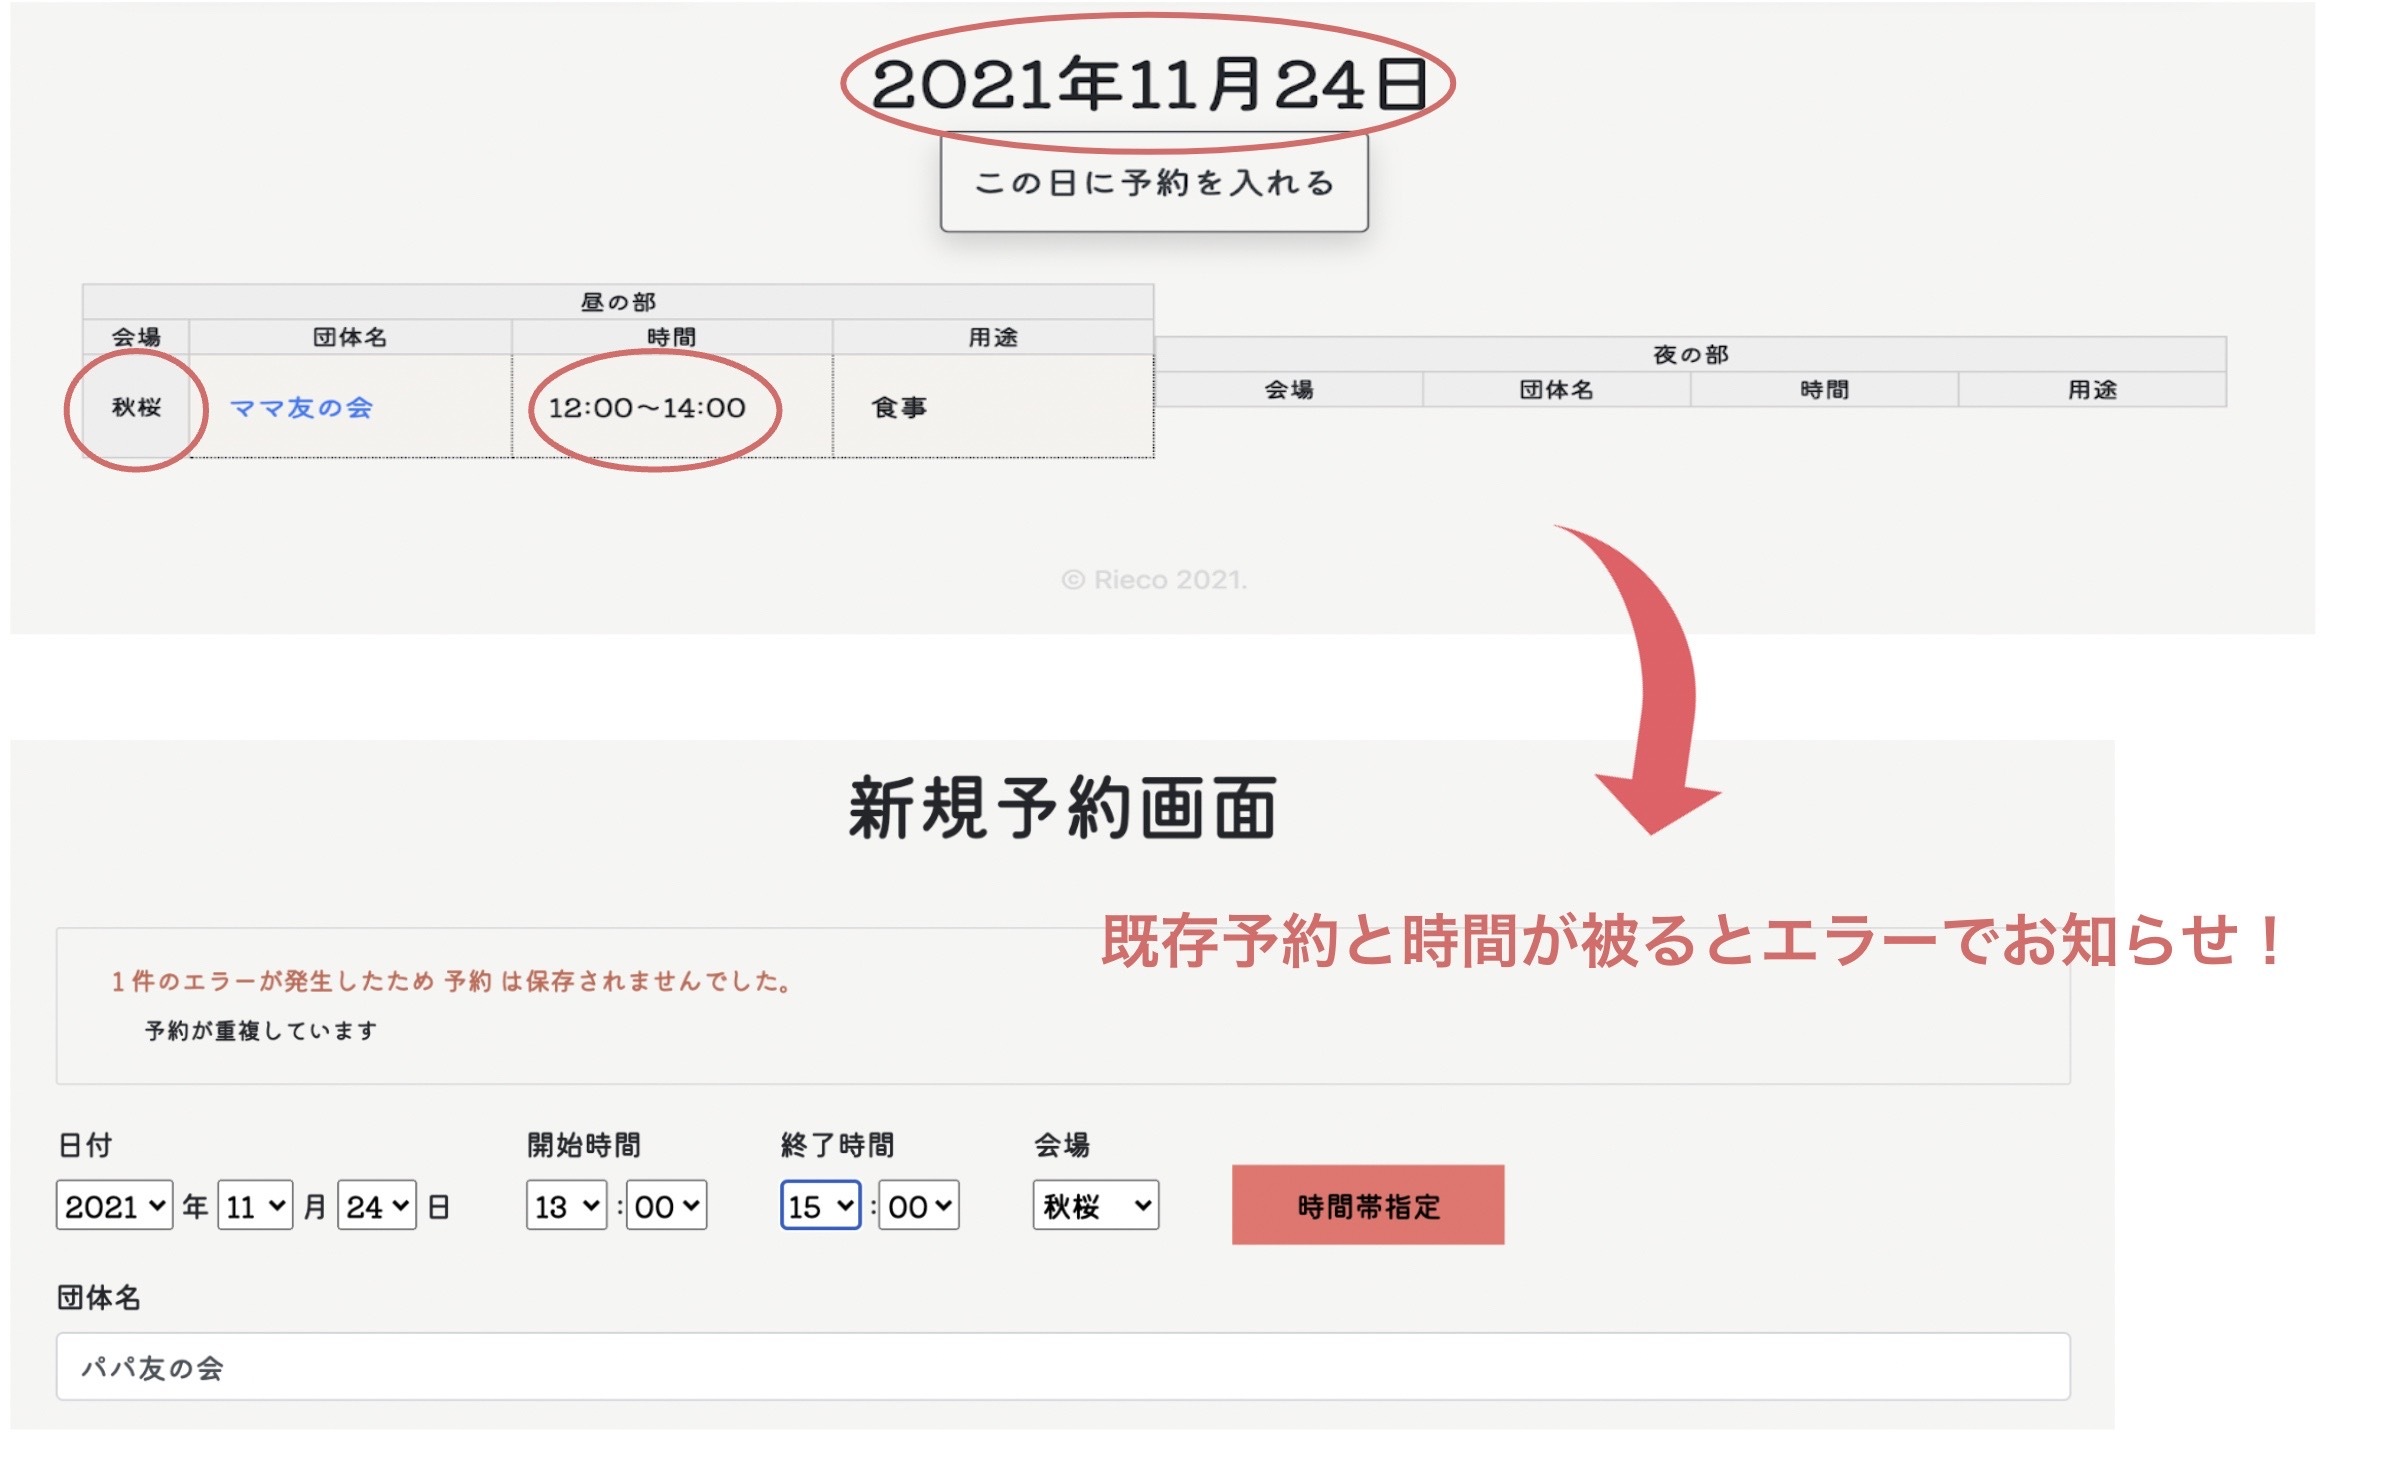 2021年11月24日
この日に予約を入れる
昼の部
会場 団体名 時間 用途
秋桜 ママ友の会 12:00〜14:00 食事
夜の部
会場 団体名 時間 用途
© Rieco 2021.
新規予約画面
既存予約と時間が被るとエラーでお知らせ！
1 件のエラーが発生したため 予約 は保存されませんでした。
予約が重複しています
日付 開始時間 終了時間 会場
2021 年 11 月 24 日 13 : 00 15 : 00 秋桜 時間帯指定
団体名
パパ友の会